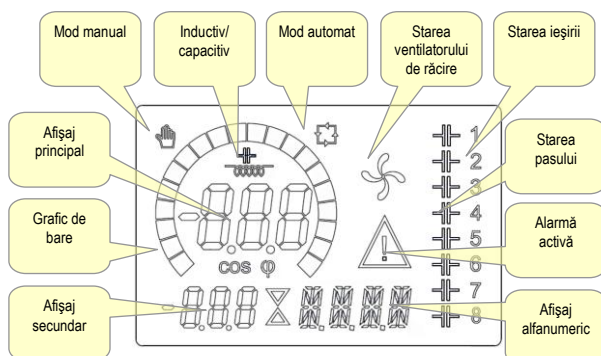 Mod manual
Inductiv/
capacitiv
Mod automat
Starea
ventilatorului
de răcire
Starea ieșirii
Afișaj
principal
Grafic de
bare
Afișaj
secundar
Starea
pasului
Alarmă
activă
Afișaj
alfanumeric
cos φ
1
2
3
4
5
6
7
8